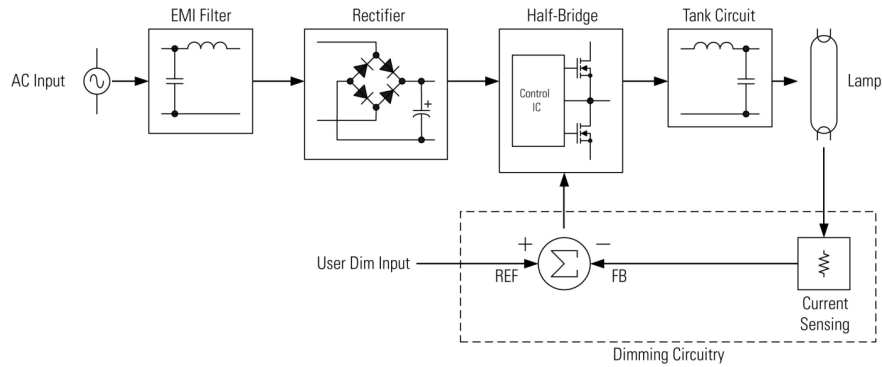 EMI Filter
Rectifier
Half-Bridge
Tank Circuit
AC Input
Control
IC
+
Lamp
+
−
User Dim Input
REF
Σ
FB
Current
Sensing
Dimming Circuitry